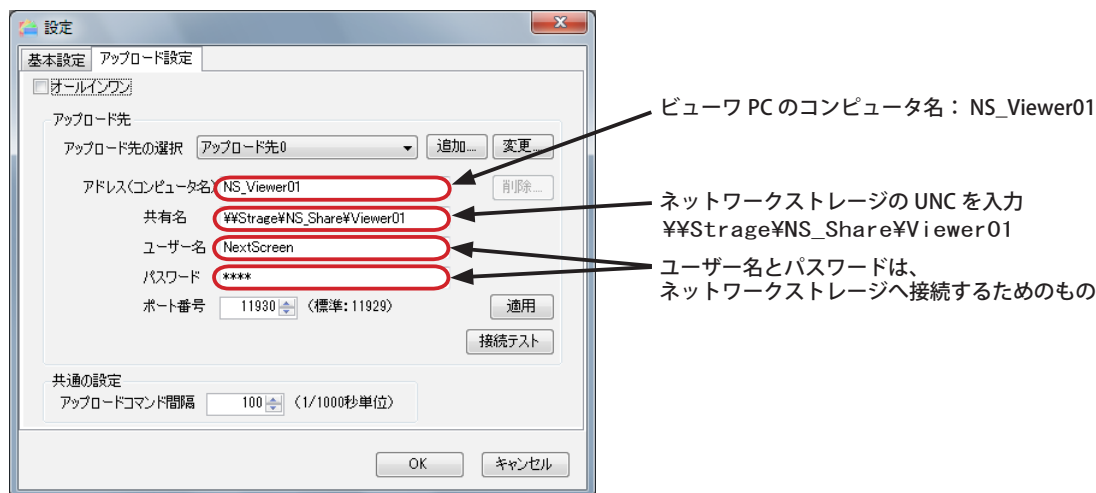 設定
基本設定 アップロード設定
オールインワン
アップロード先
アップロード先の選択 アップロード先0 追加... 変更...
アドレス(コンピュータ名) NS_Viewer01 削除...
共有名 ¥¥Strage¥NS_Share¥Viewer01
ユーザー名 NextScreen
パスワード ****
ポート番号 11930 (標準:11929) 適用
接続テスト
共通の設定
アップロードコマンド間隔 100 (1/1000秒単位)
OK キャンセル
ビューワ PC のコンピュータ名: NS_Viewer01
ネットワークストレージの UNC を入力
¥¥Strage¥NS_Share¥Viewer01
ユーザー名とパスワードは、
ネットワークストレージへ接続するためのもの